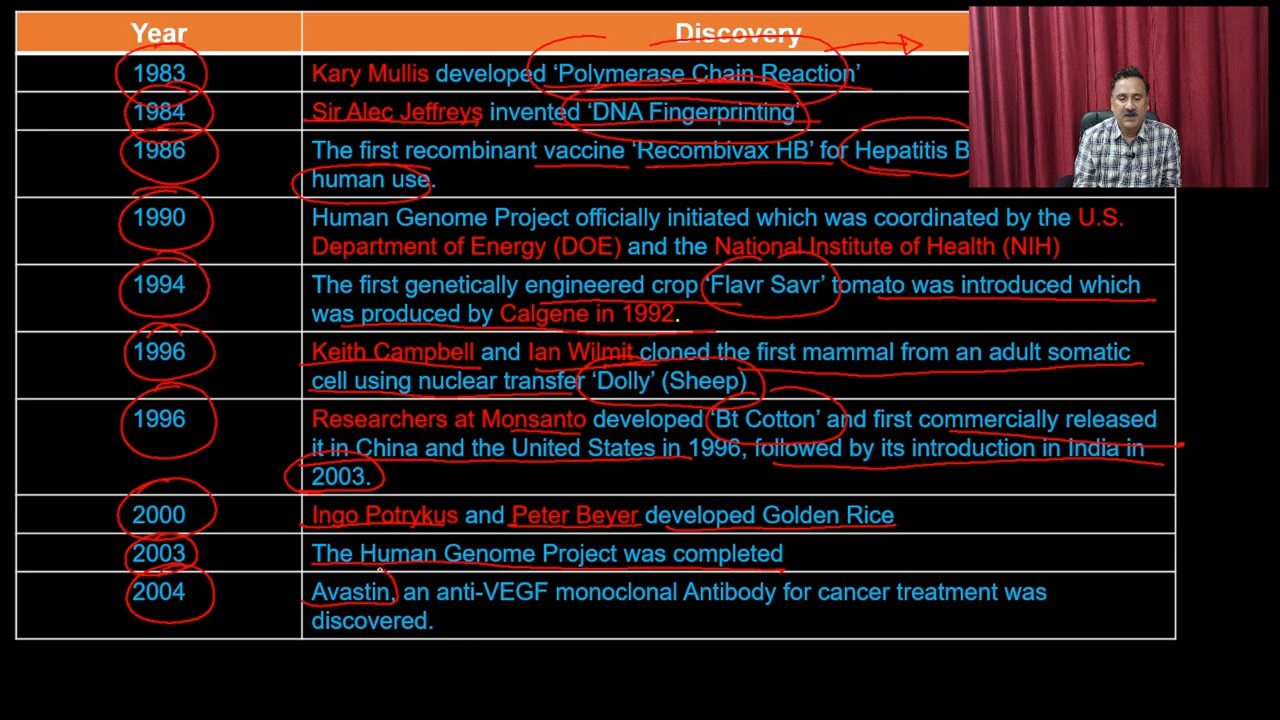 Year Discovery
1983 Kary Mullis developed ‘Polymerase Chain Reaction’
1984 Sir Alec Jeffreys invented ‘DNA Fingerprinting’
1986 The first recombinant vaccine ‘Recombivax HB’ for Hepatitis B
human use.
1990 Human Genome Project officially initiated which was coordinated by the U.S.
Department of Energy (DOE) and the National Institute of Health (NIH)
1994 The first genetically engineered crop ‘Flavr Savr’ tomato was introduced which
was produced by Calgene in 1992.
1996 Keith Campbell and Ian Wilmit cloned the first mammal from an adult somatic
cell using nuclear transfer ‘Dolly’ (Sheep)
1996 Researchers at Monsanto developed ‘Bt Cotton’ and first commercially released
it in China and the United States in 1996, followed by its introduction in India in
2003.
2000 Ingo Potrykus and Peter Beyer developed Golden Rice
2003 The Human Genome Project was completed
2004 Avastin, an anti-VEGF monoclonal Antibody for cancer treatment was
discovered.